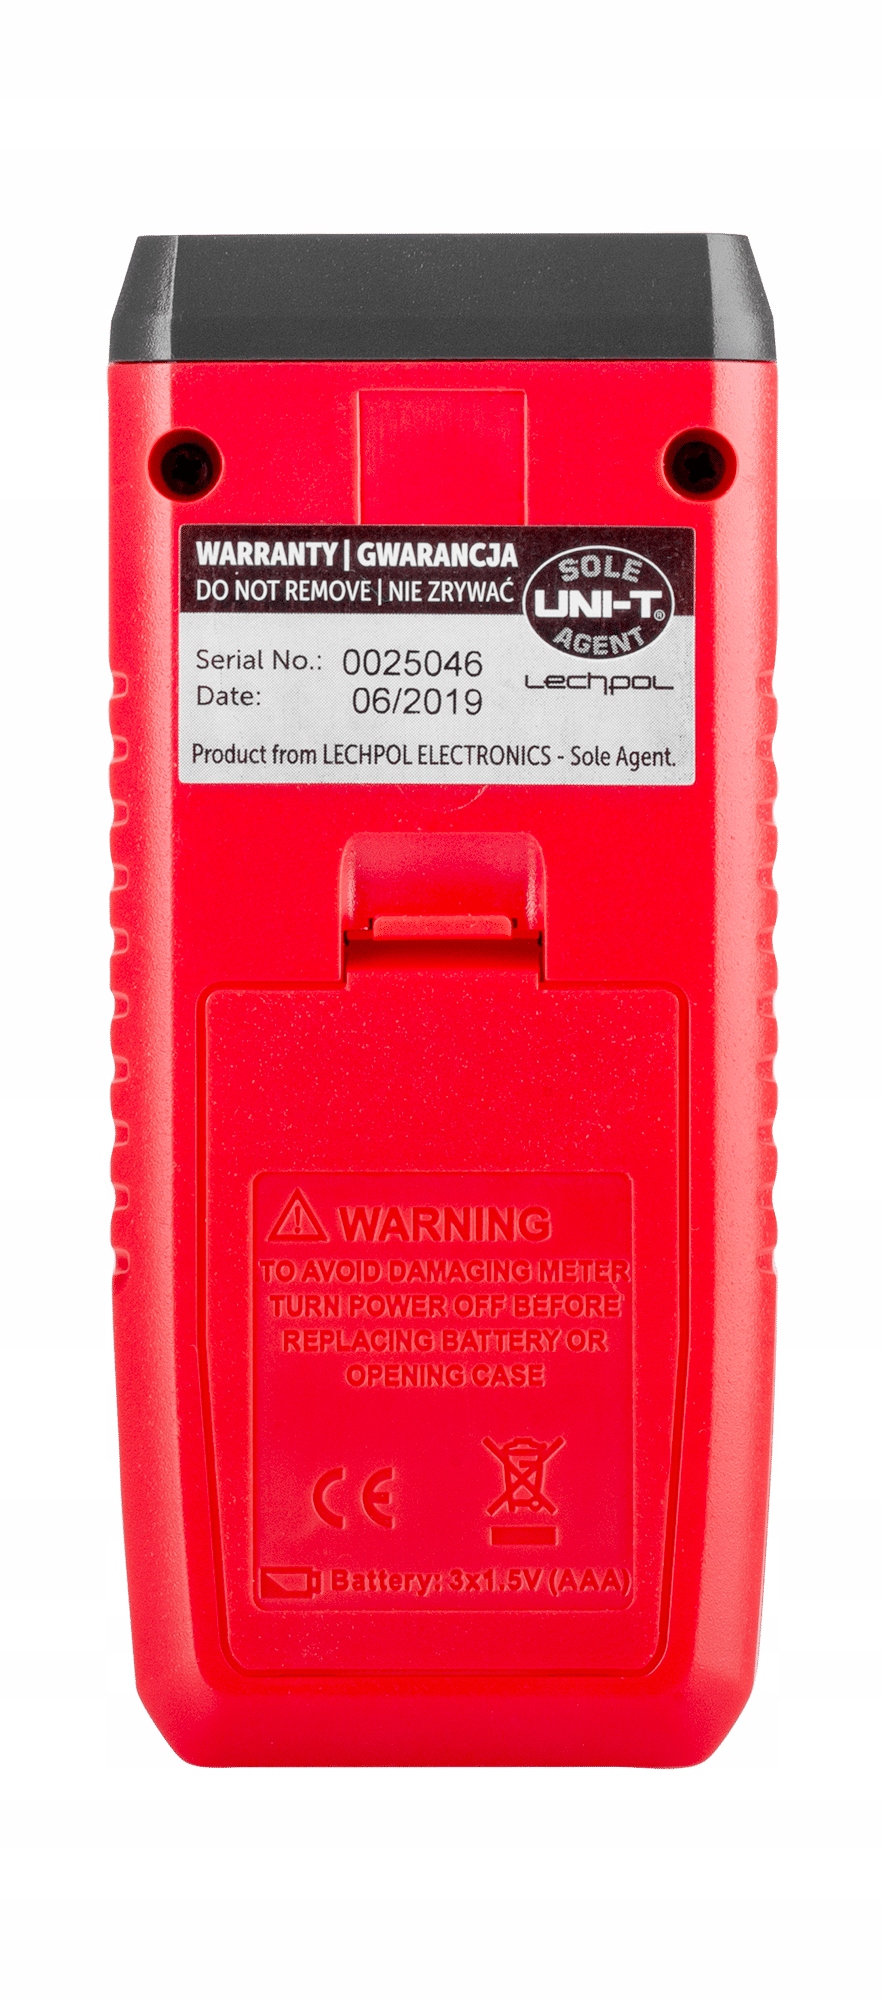 WARRANTY | GWARANCJA
DO NOT REMOVE | NIE ZRYWAĆ
SOLE
UNI-T®
AGENT
Lechpol
Serial No.: 0025046
Date: 06/2019
Product from LECHPOL ELECTRONICS - Sole Agent.
WARNING
TO AVOID DAMAGING METER
TURN POWER OFF BEFORE
REPLACING BATTERY OR
OPENING CASE
CE
Battery: 3x1.5V (AAA)